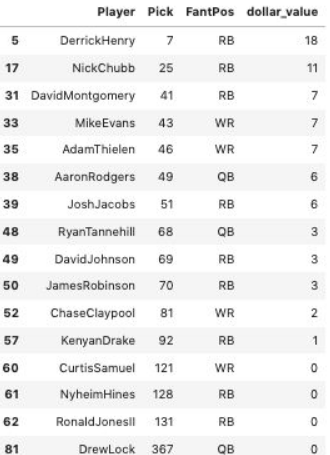 Player Pick FantPos dollar_value
5 DerrickHenry 7 RB 18
17 NickChubb 25 RB 11
31 DavidMontgomery 41 RB 7
33 MikeEvans 43 WR 7
35 AdamThielen 46 WR 7
38 AaronRodgers 49 QB 6
39 JoshJacobs 51 RB 6
48 RyanTannehill 68 QB 3
49 DavidJohnson 69 RB 3
50 JamesRobinson 70 RB 3
52 ChaseClaypool 81 WR 2
57 KenyanDrake 92 RB 1
60 CurtisSamuel 121 WR 0
61 NyheimHines 128 RB 0
62 RonaldJonesII 131 RB 0
81 DrewLock 367 QB 0